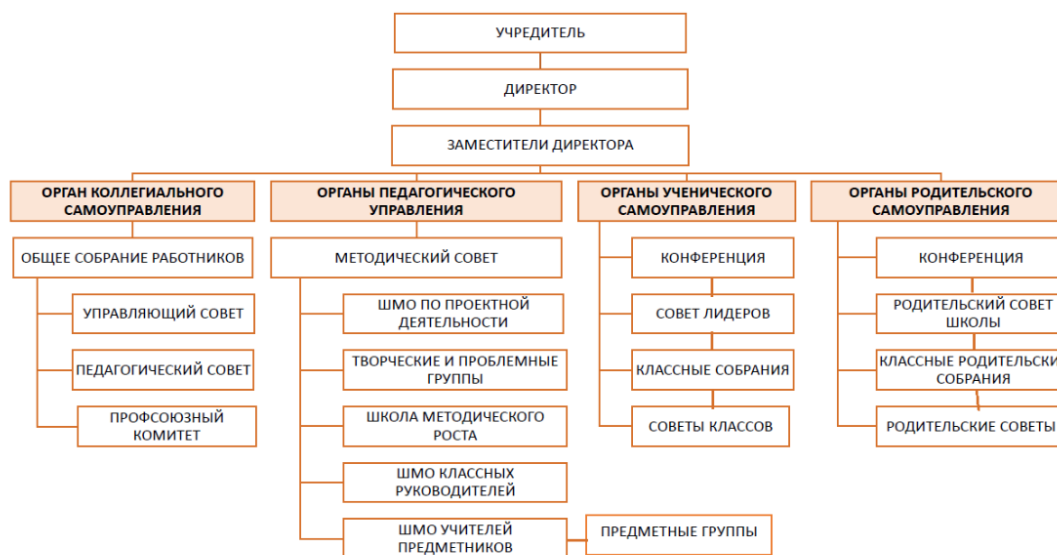 УЧРЕДИТЕЛЬ
ДИРЕКТОР
ЗАМЕСТИТЕЛИ ДИРЕКТОРА
ОРГАН КОЛЛЕГИАЛЬНОГО
САМОУПРАВЛЕНИЯ
ОБЩЕЕ СОБРАНИЕ РАБОТНИКОВ
УПРАВЛЯЮЩИЙ СОВЕТ
ПЕДАГОГИЧЕСКИЙ СОВЕТ
ПРОФСОЮЗНЫЙ
КОМИТЕТ
ОРГАНЫ ПЕДАГОГИЧЕСКОГО
УПРАВЛЕНИЯ
МЕТОДИЧЕСКИЙ СОВЕТ
ШМО ПО ПРОЕКТНОЙ
ДЕЯТЕЛЬНОСТИ
ТВОРЧЕСКИЕ И ПРОБЛЕМНЫЕ
ГРУППЫ
ШКОЛА МЕТОДИЧЕСКОГО
РОСТА
ШМО КЛАССНЫХ
РУКОВОДИТЕЛЕЙ
ШМО УЧИТЕЛЕЙ
ПРЕДМЕТНИКОВ
ПРЕДМЕТНЫЕ ГРУППЫ
ОРГАНЫ УЧЕНИЧЕСКОГО
САМОУПРАВЛЕНИЯ
КОНФЕРЕНЦИЯ
СОВЕТ ЛИДЕРОВ
КЛАССНЫЕ СОБРАНИЯ
СОВЕТЫ КЛАССОВ
ОРГАНЫ РОДИТЕЛЬСКОГО
САМОУПРАВЛЕНИЯ
КОНФЕРЕНЦИЯ
РОДИТЕЛЬСКИЙ СОВЕТ
ШКОЛЫ
КЛАССНЫЕ РОДИТЕЛЬСКИ
СОБРАНИЯ
РОДИТЕЛЬСКИЕ СОВЕТЫ